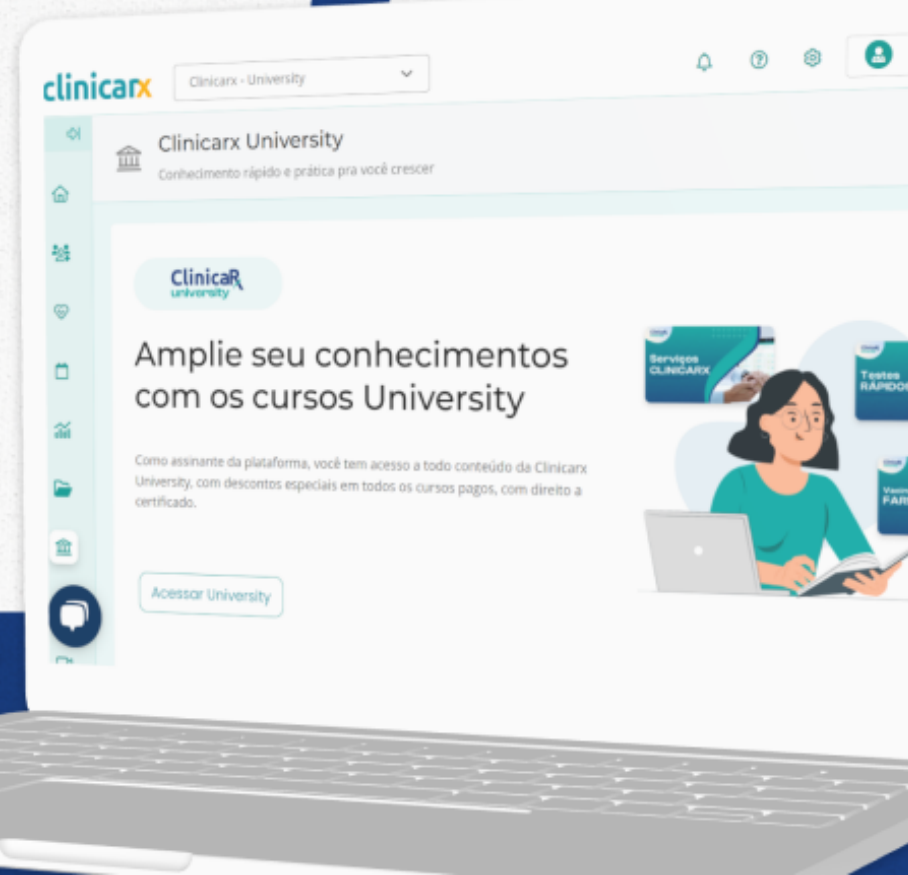 clinicarx
Clinicarx - University
Clinicarx University
Conhecimento rápido e prática pra você crescer
ClinicaR
university
Amplie seu conhecimentos
com os cursos University
Como assinante da plataforma, você tem acesso a todo conteúdo da Clinicarx
University, com descontos especiais em todos os cursos pagos, com direito a
certificado.
Acessar University
Serviços
CLINICARX
Testes